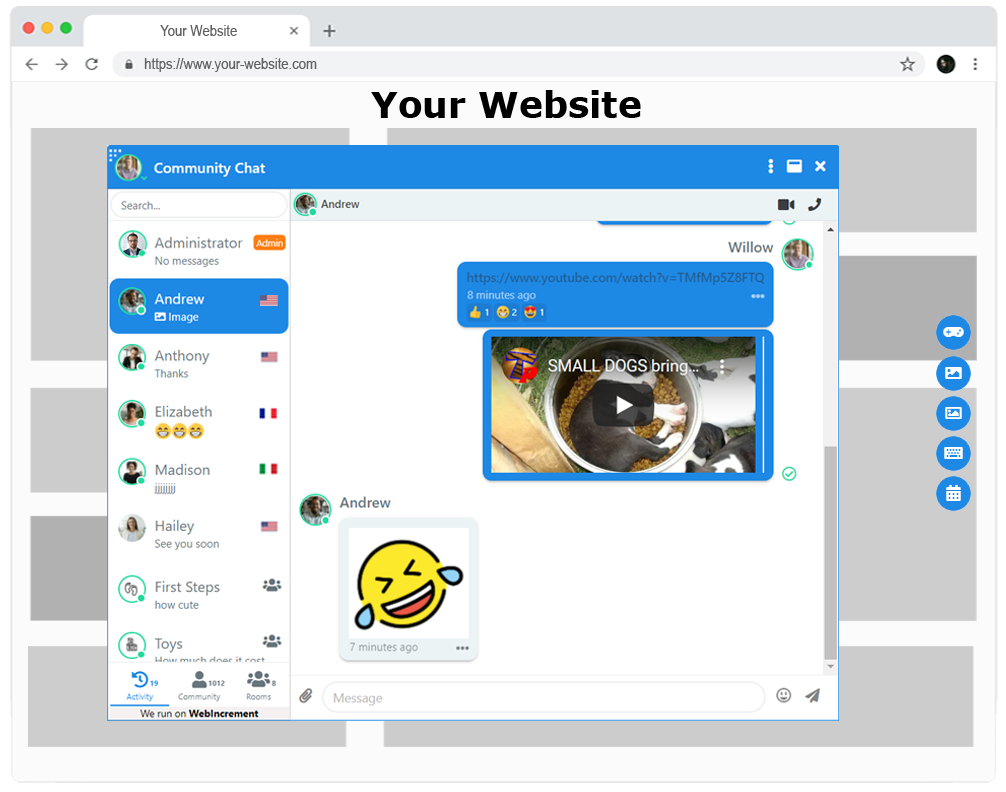 Your Website
https://www.your-website.com
Your Website
Community Chat
Search...
Andrew
Administrator Admin
No messages
Andrew
Image
Anthony
Thanks
Elizabeth
Madison
jjjjjjjj
Hailey
See you soon
First Steps
how cute
Toys
How much does it cost
19
Activity
1012
Community
8
Rooms
We run on WebIncrement
Willow
https://www.youtube.com/watch?v=TMfMp5Z8FTQ
8 minutes ago
1 2 1
SMALL DOGS bring...
Andrew
7 minutes ago
Message